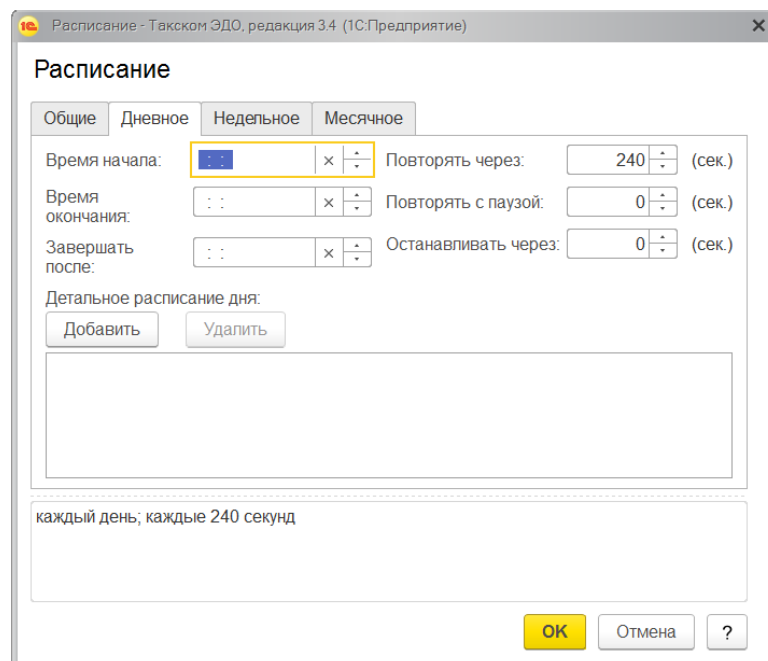 1С Расписание - Такском ЭДО, редакция 3.4 (1С:Предприятие)
Расписание
Общие Дневное Недельное Месячное
Время начала: : : Повторять через: 240 (сек.)
Время
окончания: : : Повторять с паузой: 0 (сек.)
Завершать
после: : : Останавливать через: 0 (сек.)
Детальное расписание дня:
Добавить Удалить
каждый день; каждые 240 секунд
OK Отмена ?